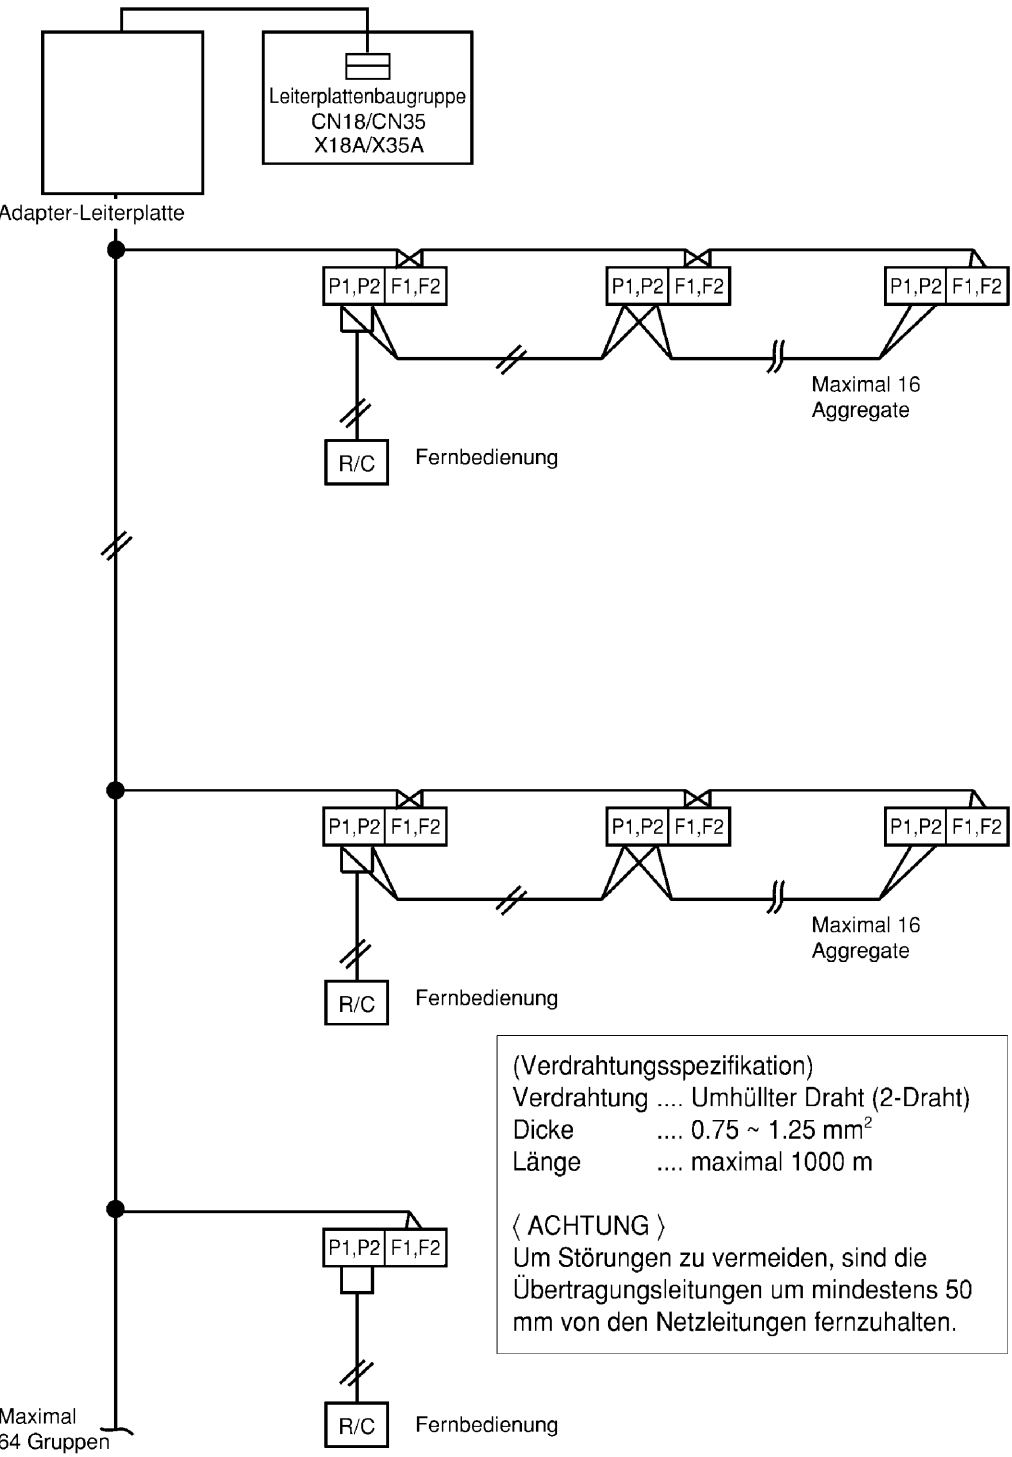 Leiterplattenbaugruppe
CN18/CN35
X18A/X35A
Adapter-Leiterplatte
P1,P2 F1,F2 P1,P2 F1,F2 P1,P2 F1,F2
Maximal 16
Aggregate
R/C Fernbedienung
P1,P2 F1,F2 P1,P2 F1,F2 P1,P2 F1,F2
Maximal 16
Aggregate
R/C Fernbedienung
(Verdrahtungsspezifikation)
Verdrahtung .... Umhüllter Draht (2-Draht)
Dicke .... 0.75 ~ 1.25 mm²
Länge .... maximal 1000 m
〈 ACHTUNG 〉
Um Störungen zu vermeiden, sind die
Übertragungsleitungen um mindestens 50
mm von den Netzleitungen fernzuhalten.
P1,P2 F1,F2
R/C Fernbedienung
Maximal
64 Gruppen